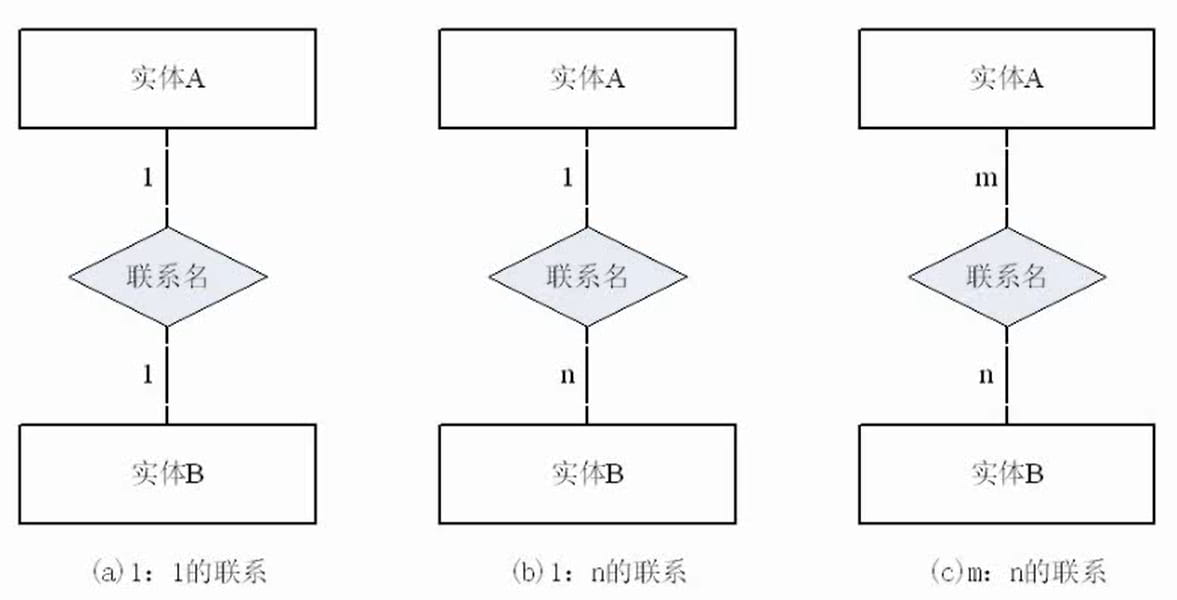 实体A 实体A 实体A
1 1 m
联系名 联系名 联系名
1 n n
实体B 实体B 实体B
(a)1：1的联系 (b)1：n的联系 (c)m：n的联系